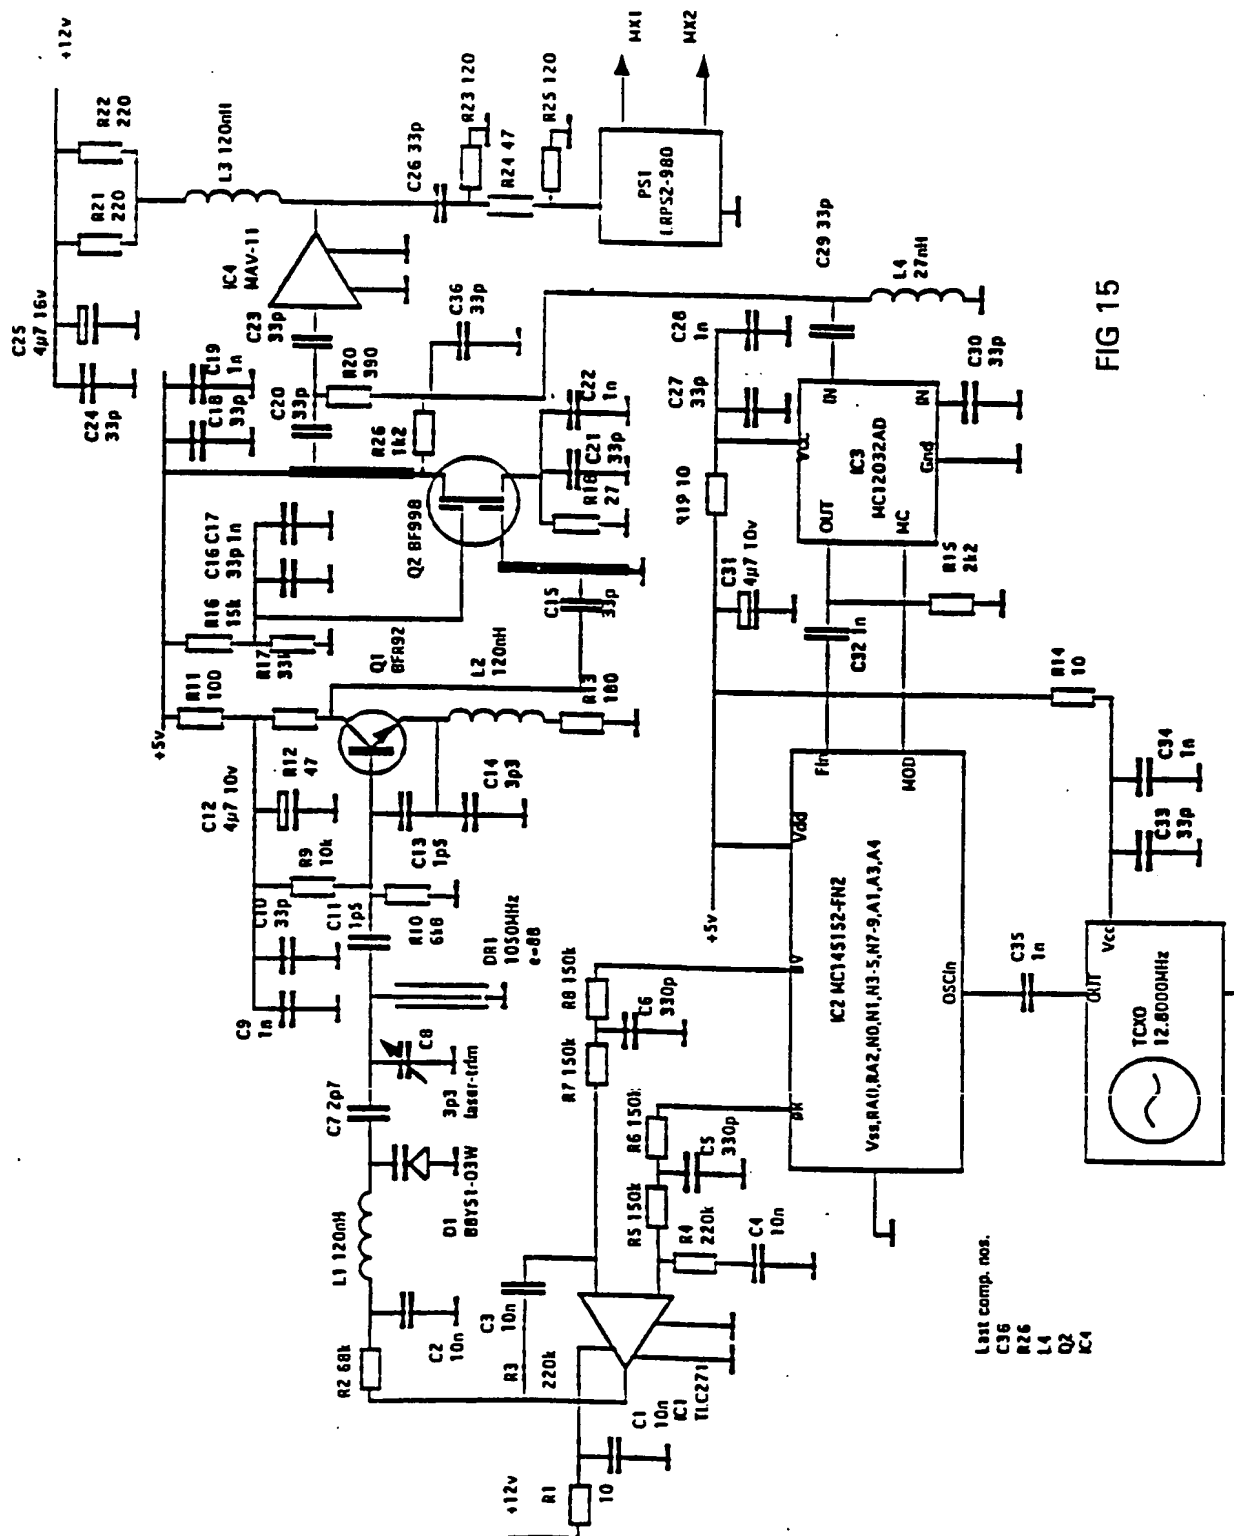 +12v
R22
220
R21
220
C25
4µ7 16v
C24
33p
L3 120nH
MX1
MX2
R23 120
R25 120
C26 33p
R24 47
PS1
LRPS2-980
IC4
MAV-11
C23
33p
C36
33p
C19
1n
C18
33p
C20
33p
R20
390
R26
1k2
C22
1n
C21
33p
R18
27
Q2 BF998
C17
1n
C16
33p
R16
15k
R17
C15
33p
Q1
BFR92
L2
120nH
R13
180
R11
100
+5v
R12
47
C12
4µ7 10v
C14
3p3
C13
1p5
R9
10k
C10
33p
C11
1p5
R10
6k8
C9
1n
DR1
1050MHz
e=88
C8
3p3
Laser-trim
C7 2p7
D1
BBY51-03W
L1 120nH
C2
10n
R2 68k
C3
10n
R3
220k
R8 150k
C6
330p
R7 150k
R6 150k
C5
330p
R5 150k
R4
220k
C4
10n
C1
10n
IC1
TLC271
+12v
R1
10
C29 33p
L4
27nH
C28
1n
C27
33p
C30
33p
R19 10
Vcc
IN
IN
IC3
MC12032AD
OUT
MC
Gnd
C31
4µ7 10v
R15
2k2
C32 1n
R14
10
+5v
Fin
MOD
Vdd
IC2 MC145152-FN2
Vss,RA0,RA2,N0,N1,N3-5,N7-9,A1,A3,A4
OSCin
C35
1n
C34
1n
C33
33p
OUT
Vcc
TCXO
12.8000MHz
Last comp. nos.
C36
R26
L4
Q2
IC4
FIG 15